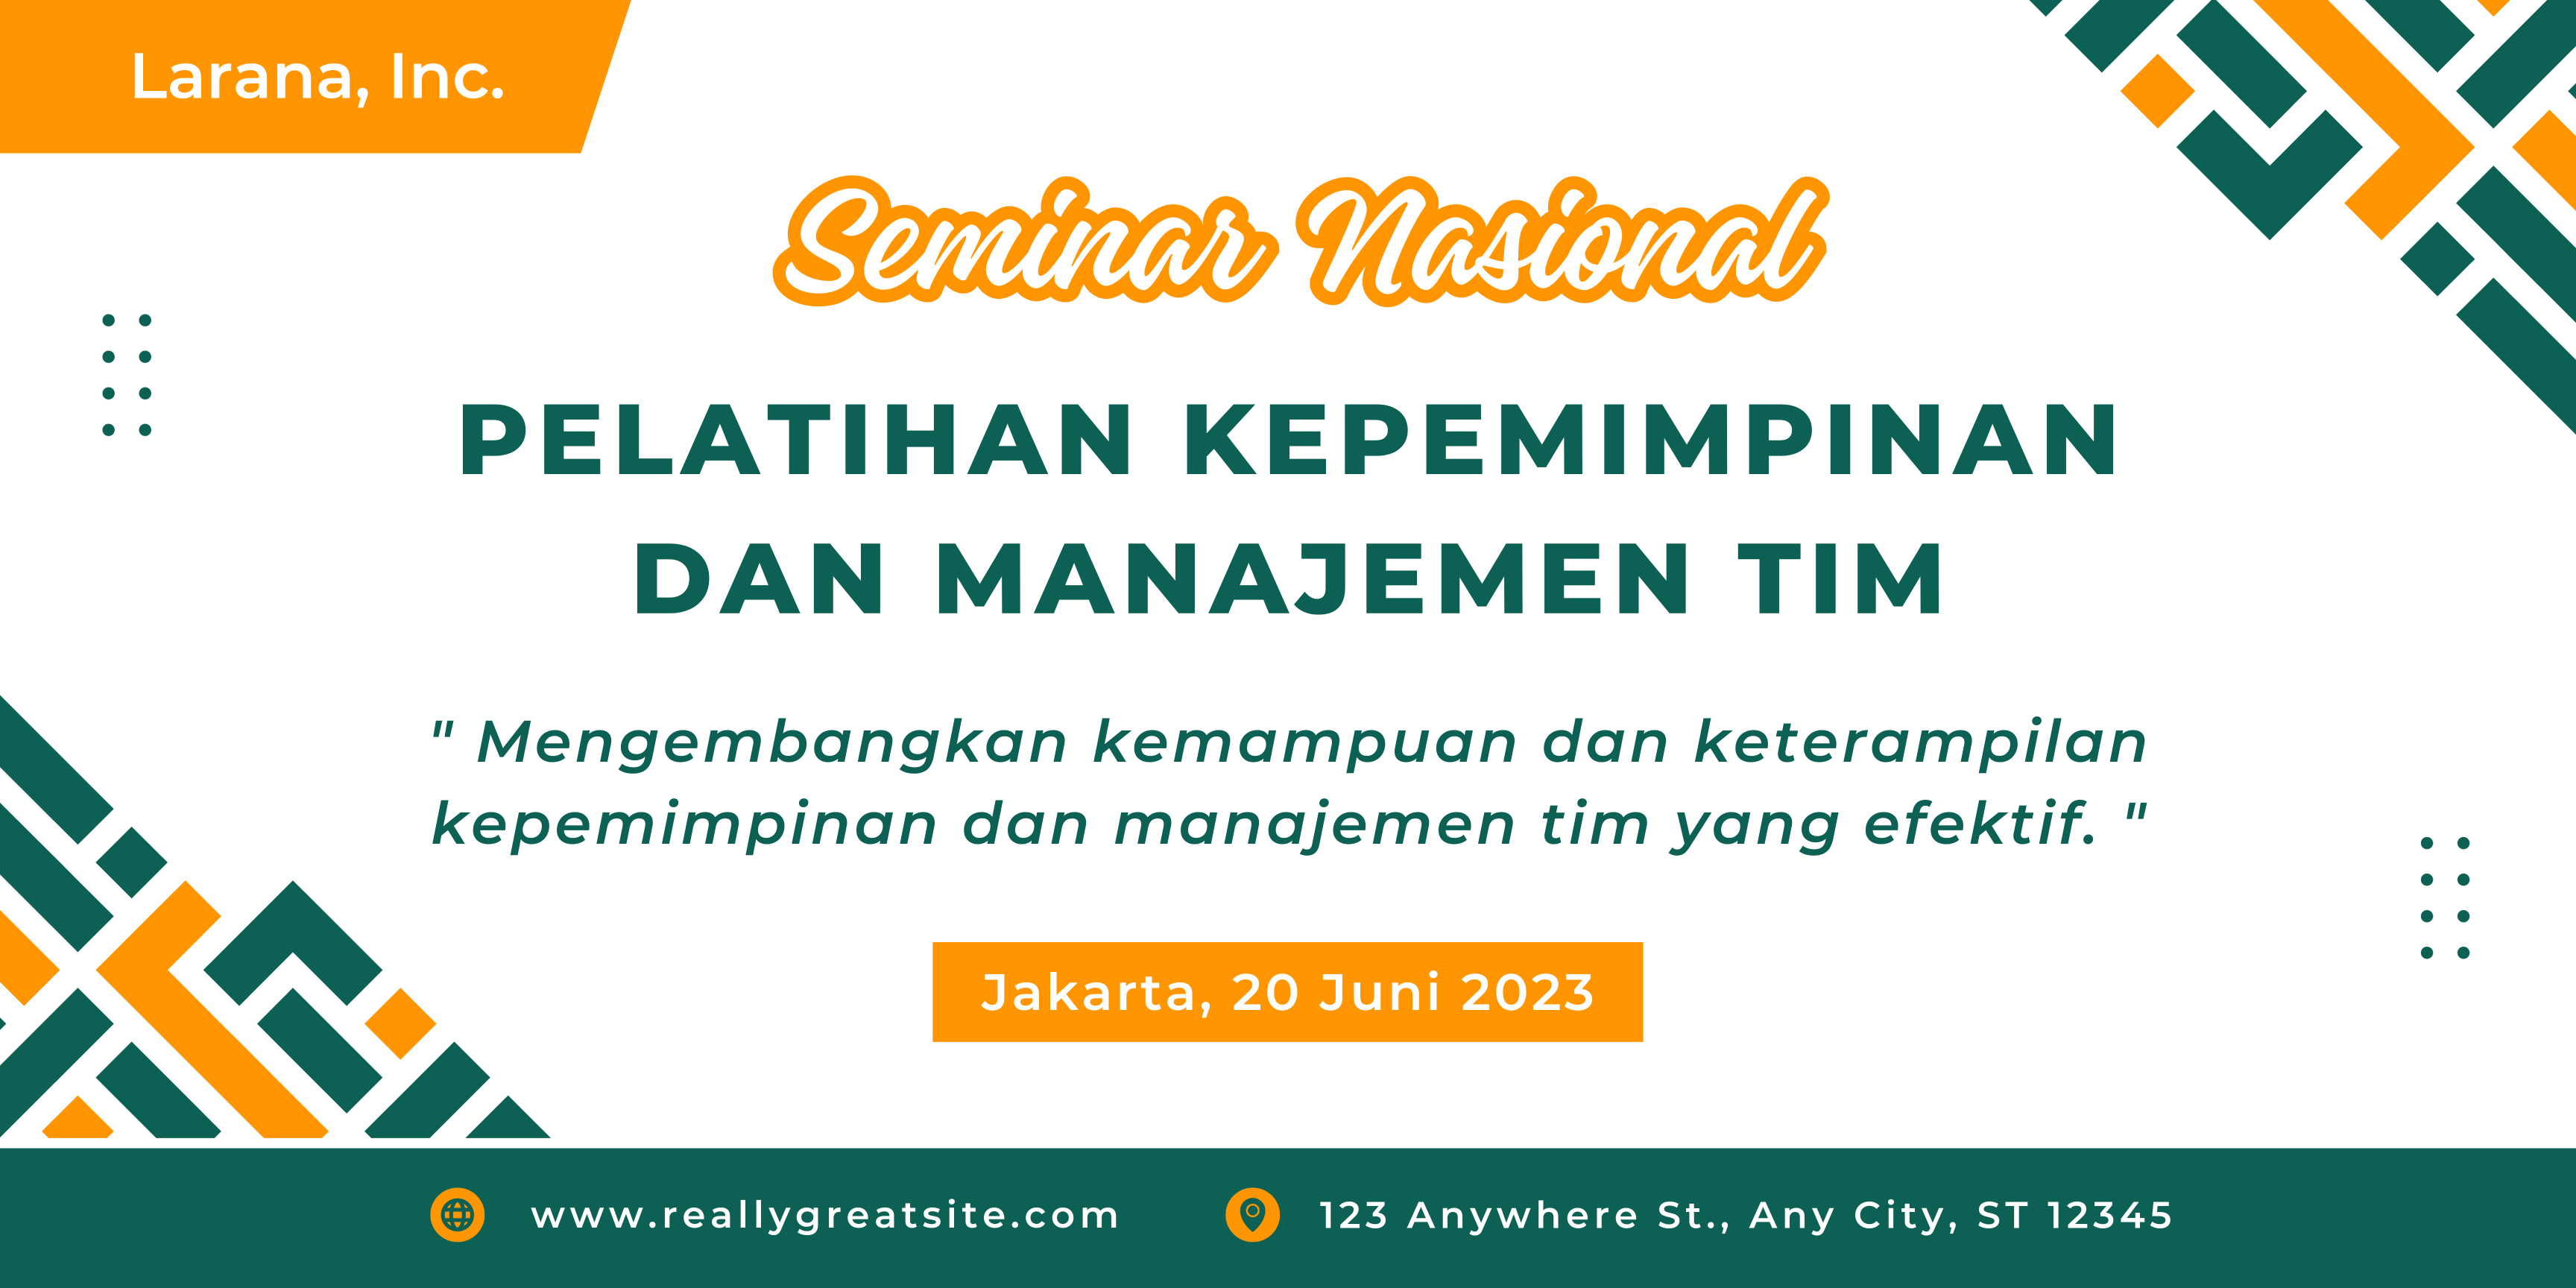 Larana, Inc.
Seminar Nasional
PELATIHAN KEPEMIMPINAN
DAN MANAJEMEN TIM
" Mengembangkan kemampuan dan keterampilan
kepemimpinan dan manajemen tim yang efektif. "
Jakarta, 20 Juni 2023
www.reallygreatsite.com
123 Anywhere St., Any City, ST 12345